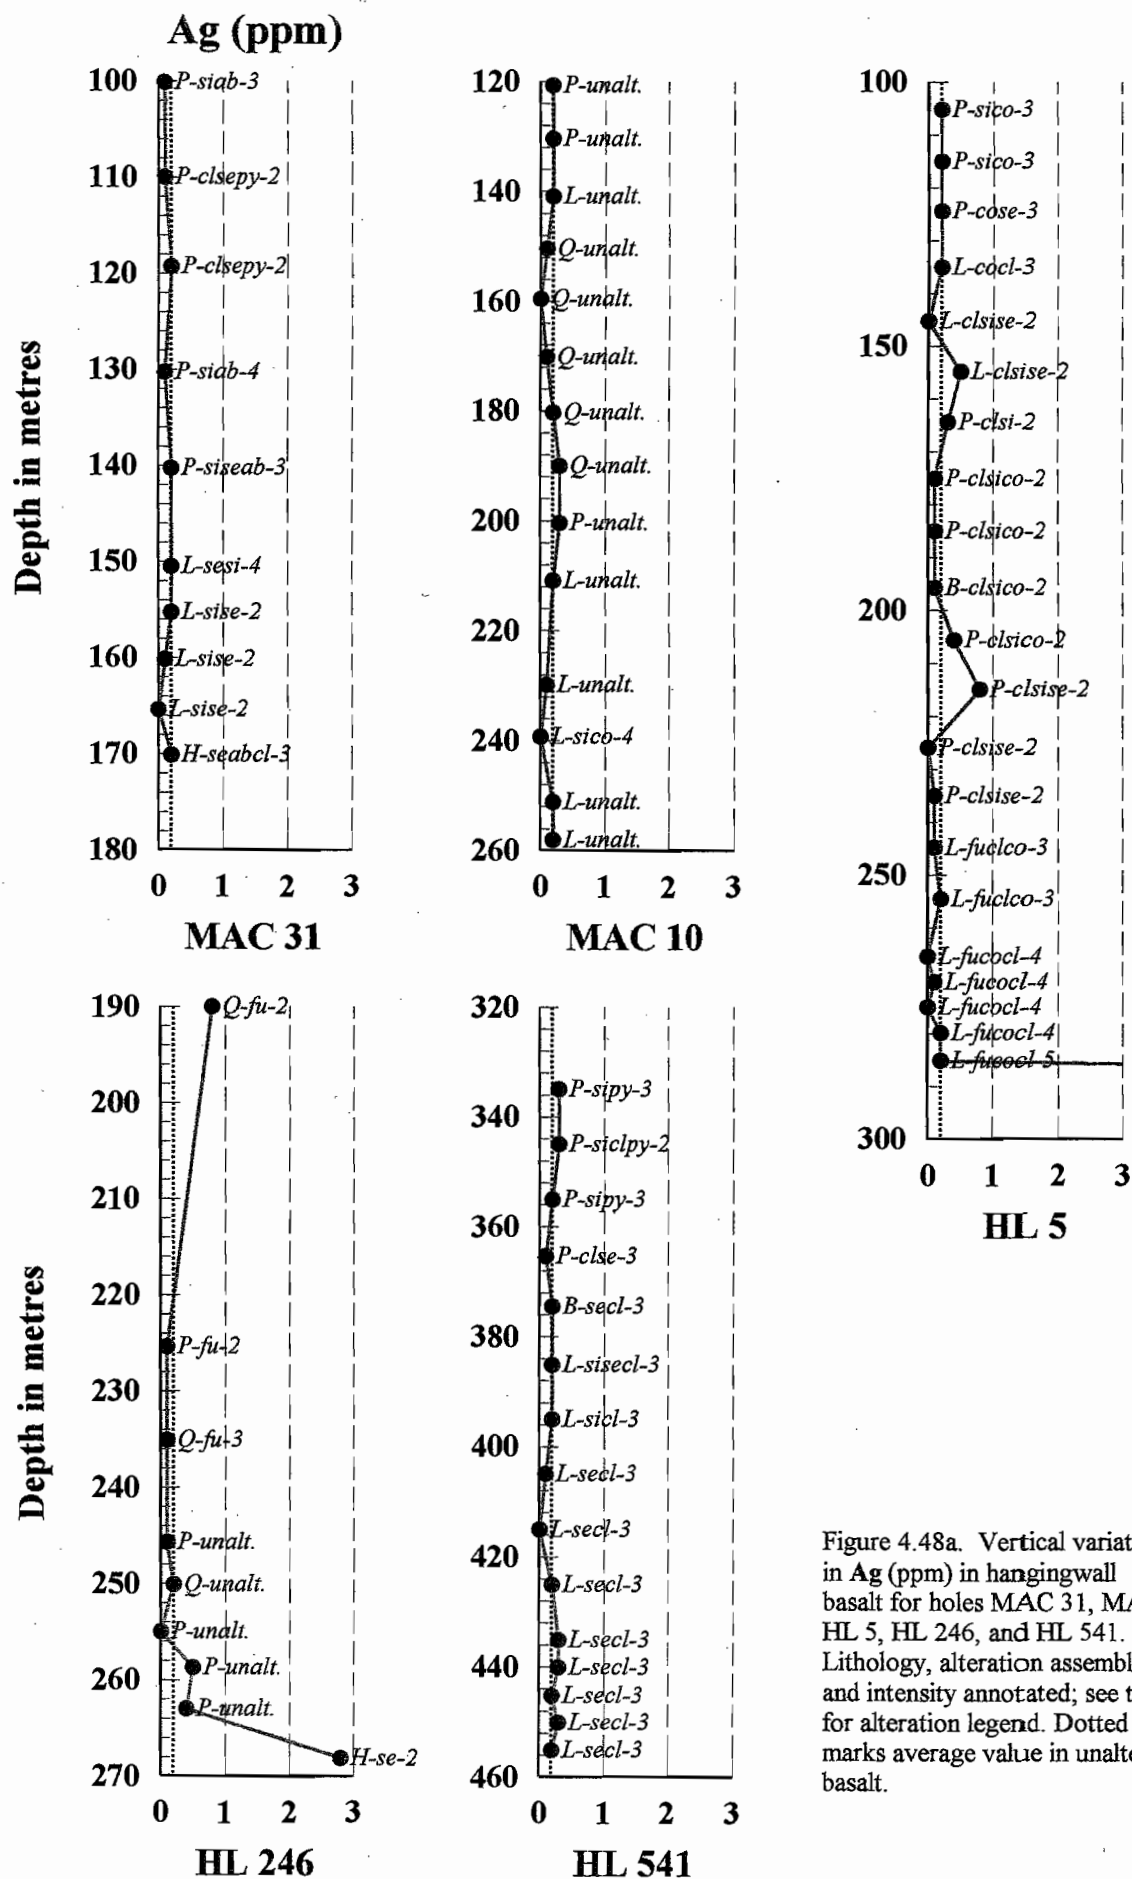 Ag (ppm)
Depth in metres
100
110
120
130
140
150
160
170
180
P-siab-3
P-clsepy-2
P-clsepy-2
P-siab-4
P-siseab-3
L-sesi-4
L-sise-2
L-sise-2
L-sise-2
H-seabcl-3
0 1 2 3
MAC 31
120
140
160
180
200
220
240
260
P-unalt.
P-unalt.
L-unalt.
Q-unalt.
Q-unalt.
Q-unalt.
Q-unalt.
Q-unalt.
P-unalt.
L-unalt.
L-unalt.
L-sico-4
L-unalt.
L-unalt.
0 1 2 3
MAC 10
100
150
200
250
300
P-sico-3
P-sico-3
P-cose-3
L-cocl-3
L-clsise-2
L-clsise-2
P-clsi-2
P-clsico-2
P-clsico-2
B-clsico-2
P-clsico-2
P-clsise-2
P-clsise-2
P-clsise-2
L-fuclco-3
L-fuclco-3
L-fucocl-4
L-fucocl-4
L-fucocl-4
L-fucocl-4
L-fucocl-5
0 1 2 3
HL 5
Depth in metres
190
200
210
220
230
240
250
260
270
Q-fu-2
P-fu-2
Q-fu-3
P-unalt.
Q-unalt.
P-unalt.
P-unalt.
P-unalt.
H-se-2
0 1 2 3
HL 246
320
340
360
380
400
420
440
460
P-sipy-3
P-siclpy-2
P-sipy-3
P-clse-3
B-secl-3
L-sisecl-3
L-sicl-3
L-secl-3
L-secl-3
L-secl-3
L-secl-3
L-secl-3
L-secl-3
L-secl-3
L-secl-3
0 1 2 3
HL 541
Figure 4.48a. Vertical variat
in Ag (ppm) in hangingwall
basalt for holes MAC 31, MA
HL 5, HL 246, and HL 541.
Lithology, alteration assembl
and intensity annotated; see t
for alteration legend. Dotted
marks average value in unalte
basalt.